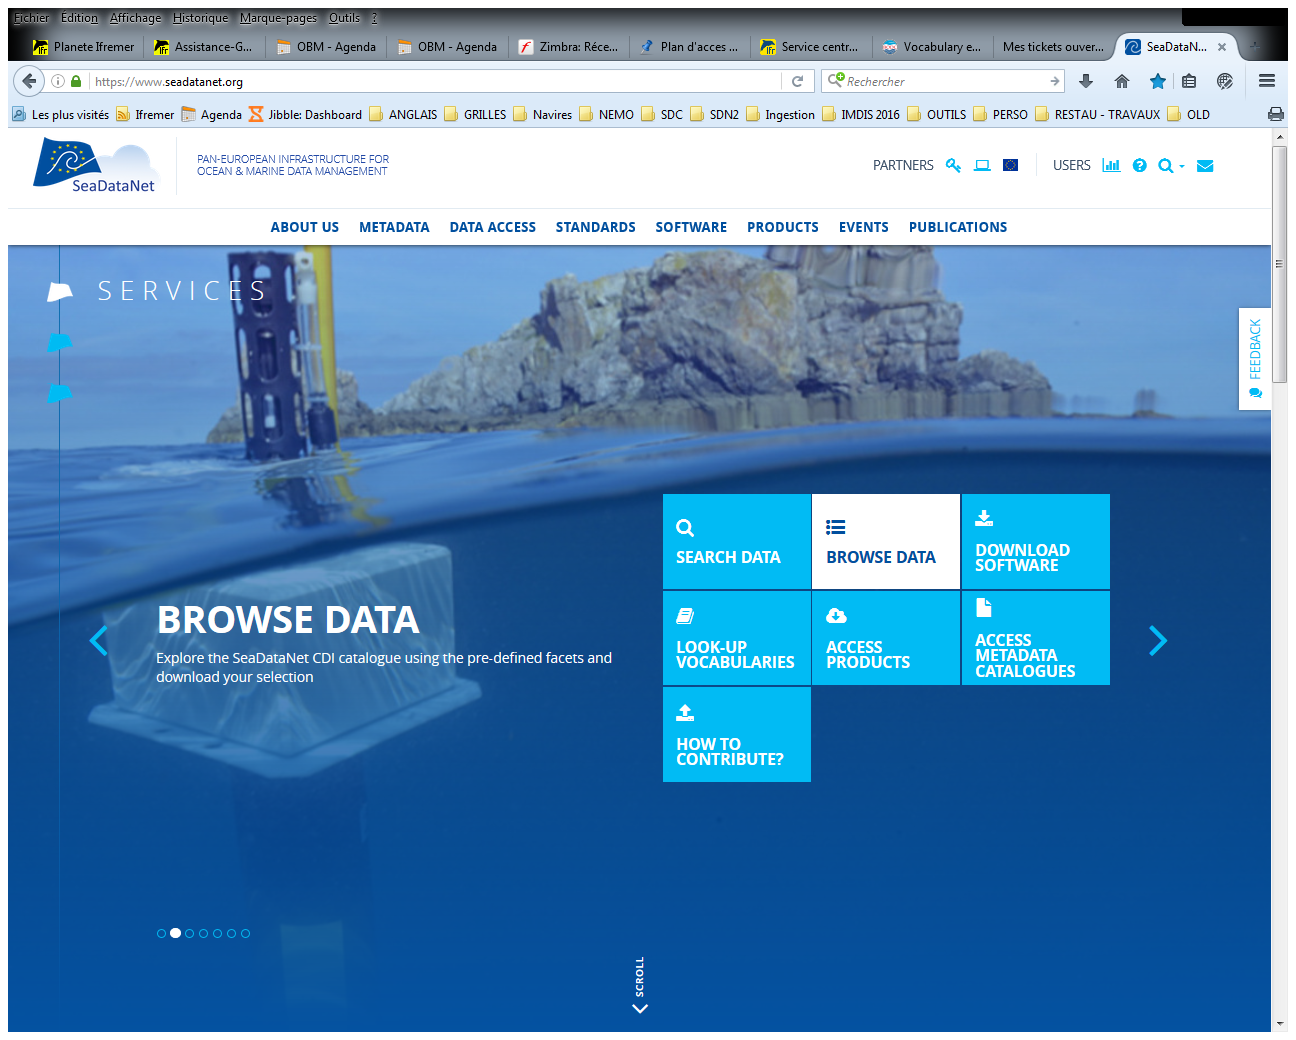 Fichier Édition Affichage Historique Marque-pages Outils ?
Planete Ifremer
Assistance-G...
OBM - Agenda
OBM - Agenda
Zimbra: Réce...
Plan d'acces ...
Service centr...
Vocabulary e...
Mes tickets ouver...
SeaDataN...
https://www.seadatanet.org
Rechercher
Les plus visités Ifremer Agenda Jibble: Dashboard ANGLAIS GRILLES Navires NEMO SDC SDN2 Ingestion IMDIS 2016 OUTILS PERSO RESTAU - TRAVAUX OLD
SeaDataNet
PAN-EUROPEAN INFRASTRUCTURE FOR
OCEAN & MARINE DATA MANAGEMENT
PARTNERS
USERS
ABOUT US METADATA DATA ACCESS STANDARDS SOFTWARE PRODUCTS EVENTS PUBLICATIONS
SERVICES
FEEDBACK
SEARCH DATA
BROWSE DATA
DOWNLOAD
SOFTWARE
LOOK-UP
VOCABULARIES
ACCESS
PRODUCTS
ACCESS
METADATA
CATALOGUES
HOW TO
CONTRIBUTE?
BROWSE DATA
Explore the SeaDataNet CDI catalogue using the pre-defined facets and
download your selection
SCROLL